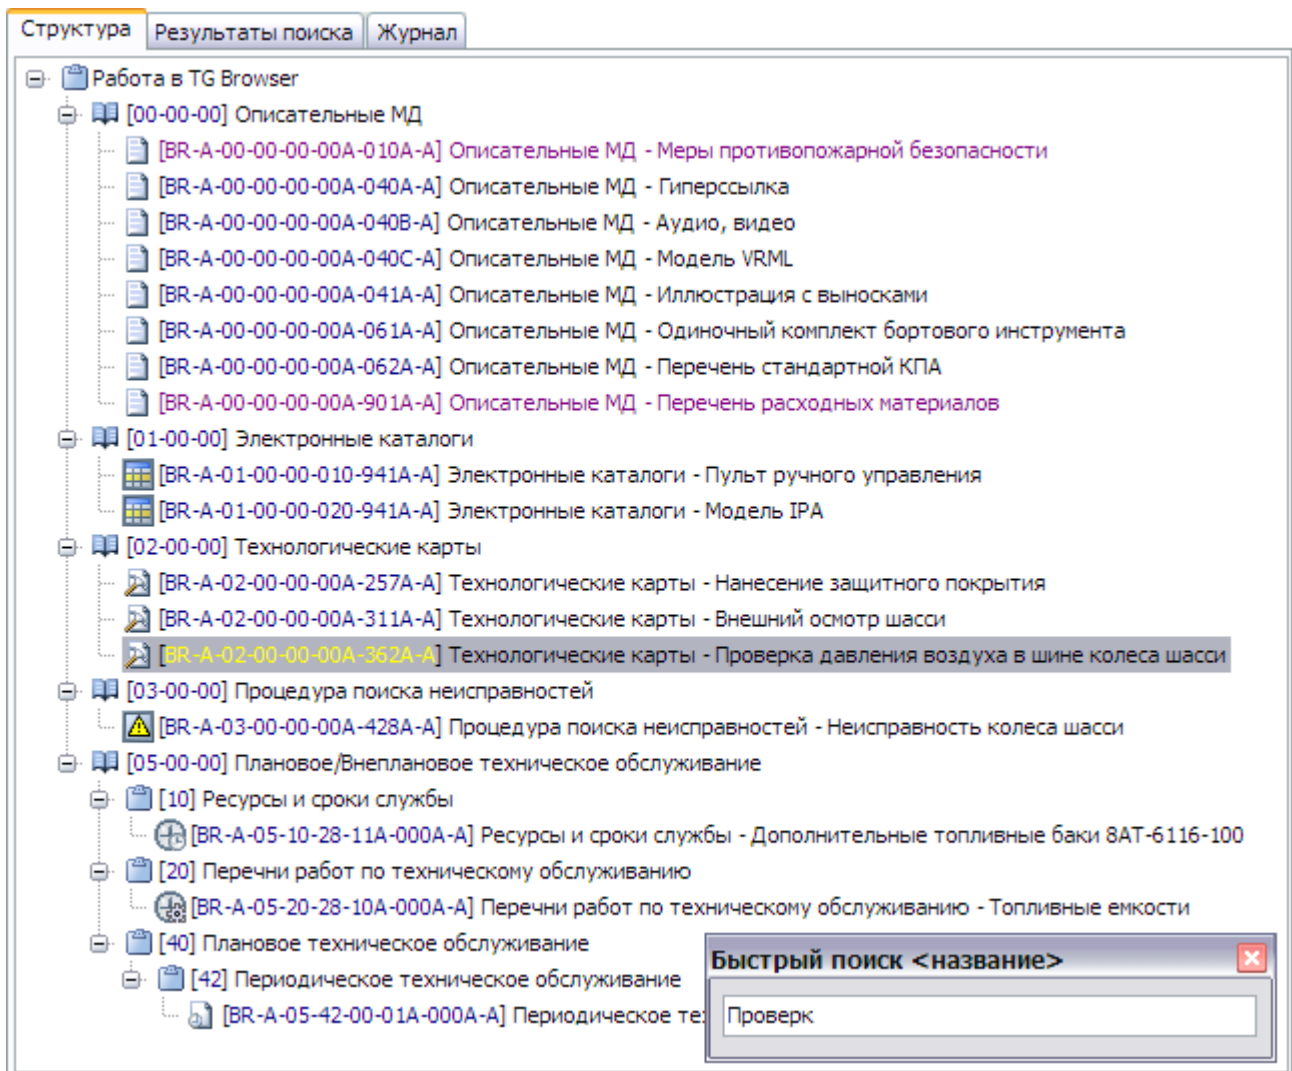 Структура Результаты поиска Журнал
Работа в TG Browser
[00-00-00] Описательные МД
[BR-A-00-00-00-00A-010A-A] Описательные МД - Меры противопожарной безопасности
[BR-A-00-00-00-00A-040A-A] Описательные МД - Гиперссылка
[BR-A-00-00-00-00A-040B-A] Описательные МД - Аудио, видео
[BR-A-00-00-00-00A-040C-A] Описательные МД - Модель VRML
[BR-A-00-00-00-00A-041A-A] Описательные МД - Иллюстрация с выносками
[BR-A-00-00-00-00A-061A-A] Описательные МД - Одиночный комплект бортового инструмента
[BR-A-00-00-00-00A-062A-A] Описательные МД - Перечень стандартной КПА
[BR-A-00-00-00-00A-901A-A] Описательные МД - Перечень расходных материалов
[01-00-00] Электронные каталоги
[BR-A-01-00-00-010-941A-A] Электронные каталоги - Пульт ручного управления
[BR-A-01-00-00-020-941A-A] Электронные каталоги - Модель IPA
[02-00-00] Технологические карты
[BR-A-02-00-00-00A-257A-A] Технологические карты - Нанесение защитного покрытия
[BR-A-02-00-00-00A-311A-A] Технологические карты - Внешний осмотр шасси
[BR-A-02-00-00-00A-362A-A] Технологические карты - Проверка давления воздуха в шине колеса шасси
[03-00-00] Процедура поиска неисправностей
[BR-A-03-00-00-00A-428A-A] Процедура поиска неисправностей - Неисправность колеса шасси
[05-00-00] Плановое/Внеплановое техническое обслуживание
[10] Ресурсы и сроки службы
[BR-A-05-10-28-11A-000A-A] Ресурсы и сроки службы - Дополнительные топливные баки 8АТ-6116-100
[20] Перечни работ по техническому обслуживанию
[BR-A-05-20-28-10A-000A-A] Перечни работ по техническому обслуживанию - Топливные емкости
[40] Плановое техническое обслуживание
[42] Периодическое техническое обслуживание
[BR-A-05-42-00-01A-000A-A] Периодическое те
Быстрый поиск <название>
Проверк